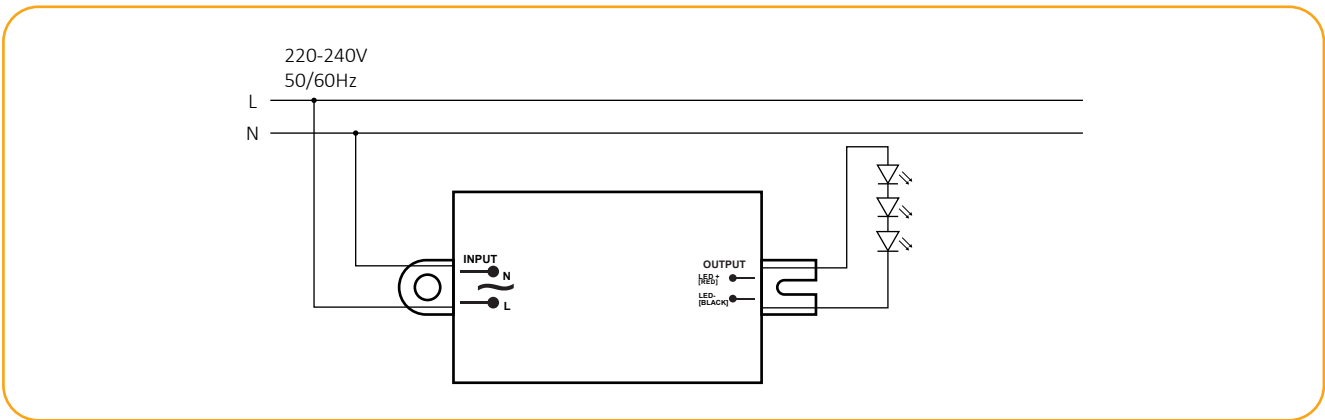 220-240V
50/60Hz
L
N
INPUT
N
~
L
OUTPUT
LED +
[RED]
LED-
[BLACK]